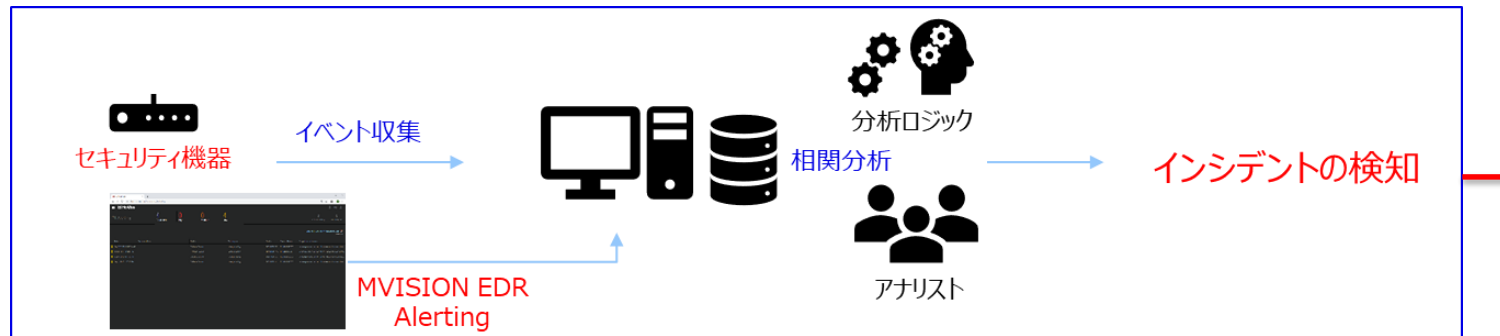 分析ロジック
イベント収集
セキュリティ機器
相関分析
インシデントの検知
MVISION EDR
Alerting
アナリスト